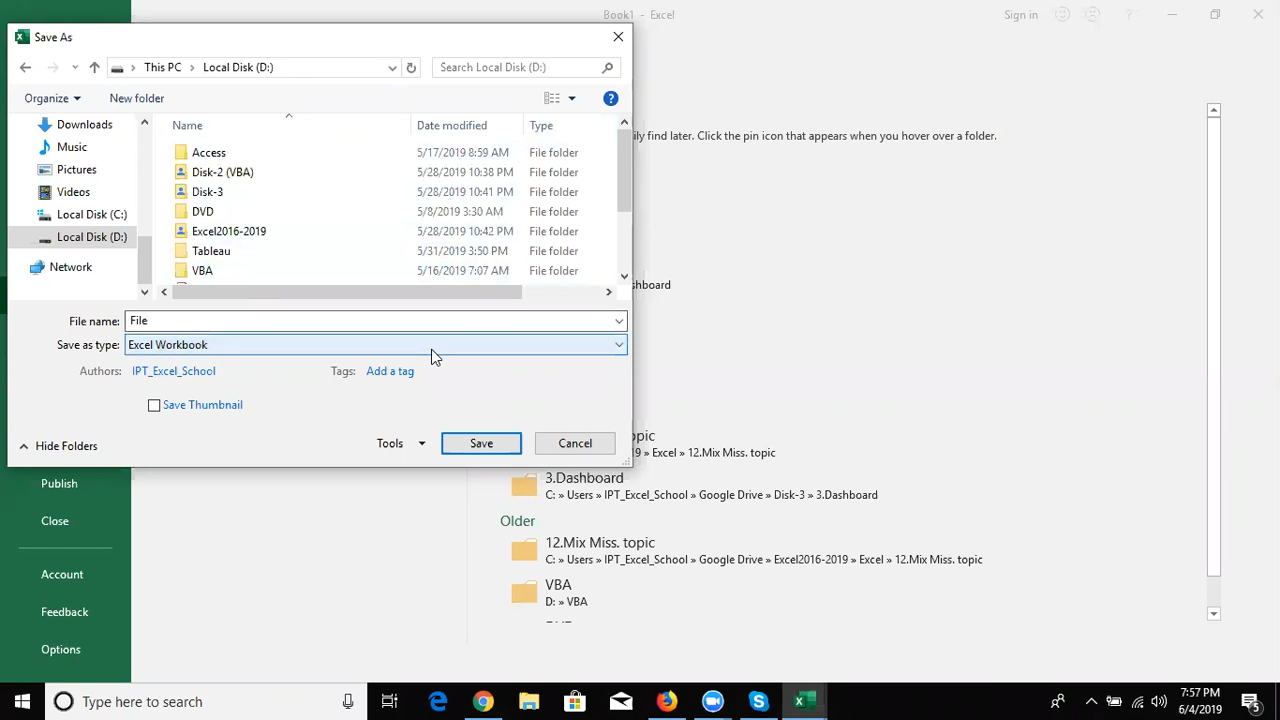 Book1 - Excel
Sign in
?
Save As
This PC
Local Disk (D:)
Search Local Disk (D:)
Organize
New folder
?
Downloads
Music
Pictures
Videos
Local Disk (C:)
Local Disk (D:)
Network
Name
Date modified
Type
Access
5/17/2019 8:59 AM
File folder
Disk-2 (VBA)
5/28/2019 10:38 PM
File folder
Disk-3
5/28/2019 10:41 PM
File folder
DVD
5/8/2019 3:30 AM
File folder
Excel2016-2019
5/28/2019 10:42 PM
File folder
Tableau
5/31/2019 3:50 PM
File folder
VBA
5/16/2019 7:07 AM
File folder
File name:
File
Save as type:
Excel Workbook
Authors:
IPT_Excel_School
Tags:
Add a tag
Save Thumbnail
Hide Folders
Tools
Save
Cancel
ily find later. Click the pin icon that appears when you hover over a folder.
hboard
opic
9 » Excel » 12.Mix Miss. topic
3.Dashboard
C: » Users » IPT_Excel_School » Google Drive » Disk-3 » 3.Dashboard
Older
12.Mix Miss. topic
C: » Users » IPT_Excel_School » Google Drive » Excel2016-2019 » Excel » 12.Mix Miss. topic
VBA
D: » VBA
Publish
Close
Account
Feedback
Options
Type here to search
7:57 PM
6/4/2019
5